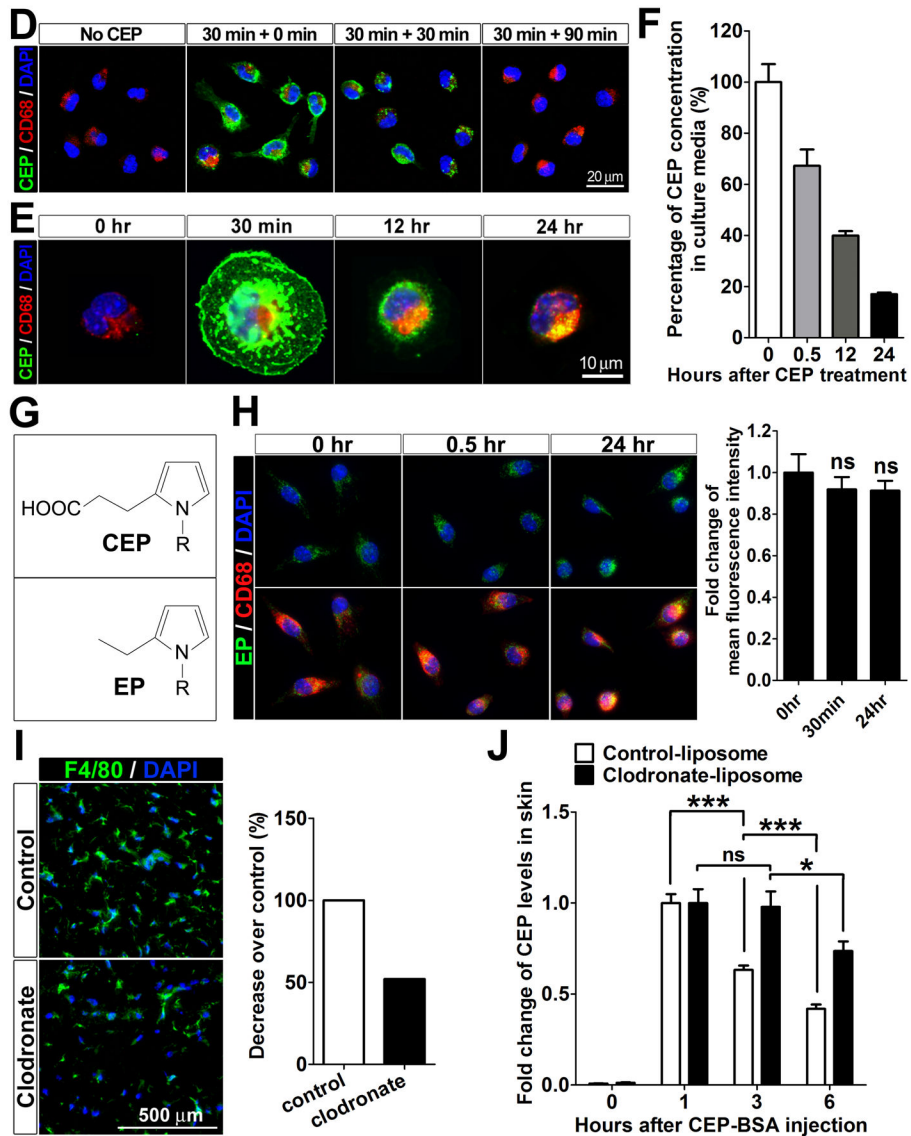 D
No CEP
30 min + 0 min
30 min + 30 min
30 min + 90 min
CEP / CD68 / DAPI
20 μm
E
0 hr
30 min
12 hr
24 hr
CEP / CD68 / DAPI
10 μm
F
Percentage of CEP concentration
in culture media (%)
120
100
80
60
40
20
0
0 0.5 12 24
Hours after CEP treatment
G
HOOC
N
R
CEP
N
R
EP
H
0 hr
0.5 hr
24 hr
EP / CD68 / DAPI
Fold change of
mean fluorescence intensity
1.2
1.0
0.8
0.6
0.4
0.2
0.0
ns
ns
0hr
30min
24hr
I
F4/80 / DAPI
Control
Clodronate
500 μm
Decrease over control (%)
150
100
50
0
control
clodronate
J
Control-liposome
Clodronate-liposome
Fold change of CEP levels in skin
1.5
1.0
0.5
0.0
***
***
ns
*
0 1 3 6
Hours after CEP-BSA injection